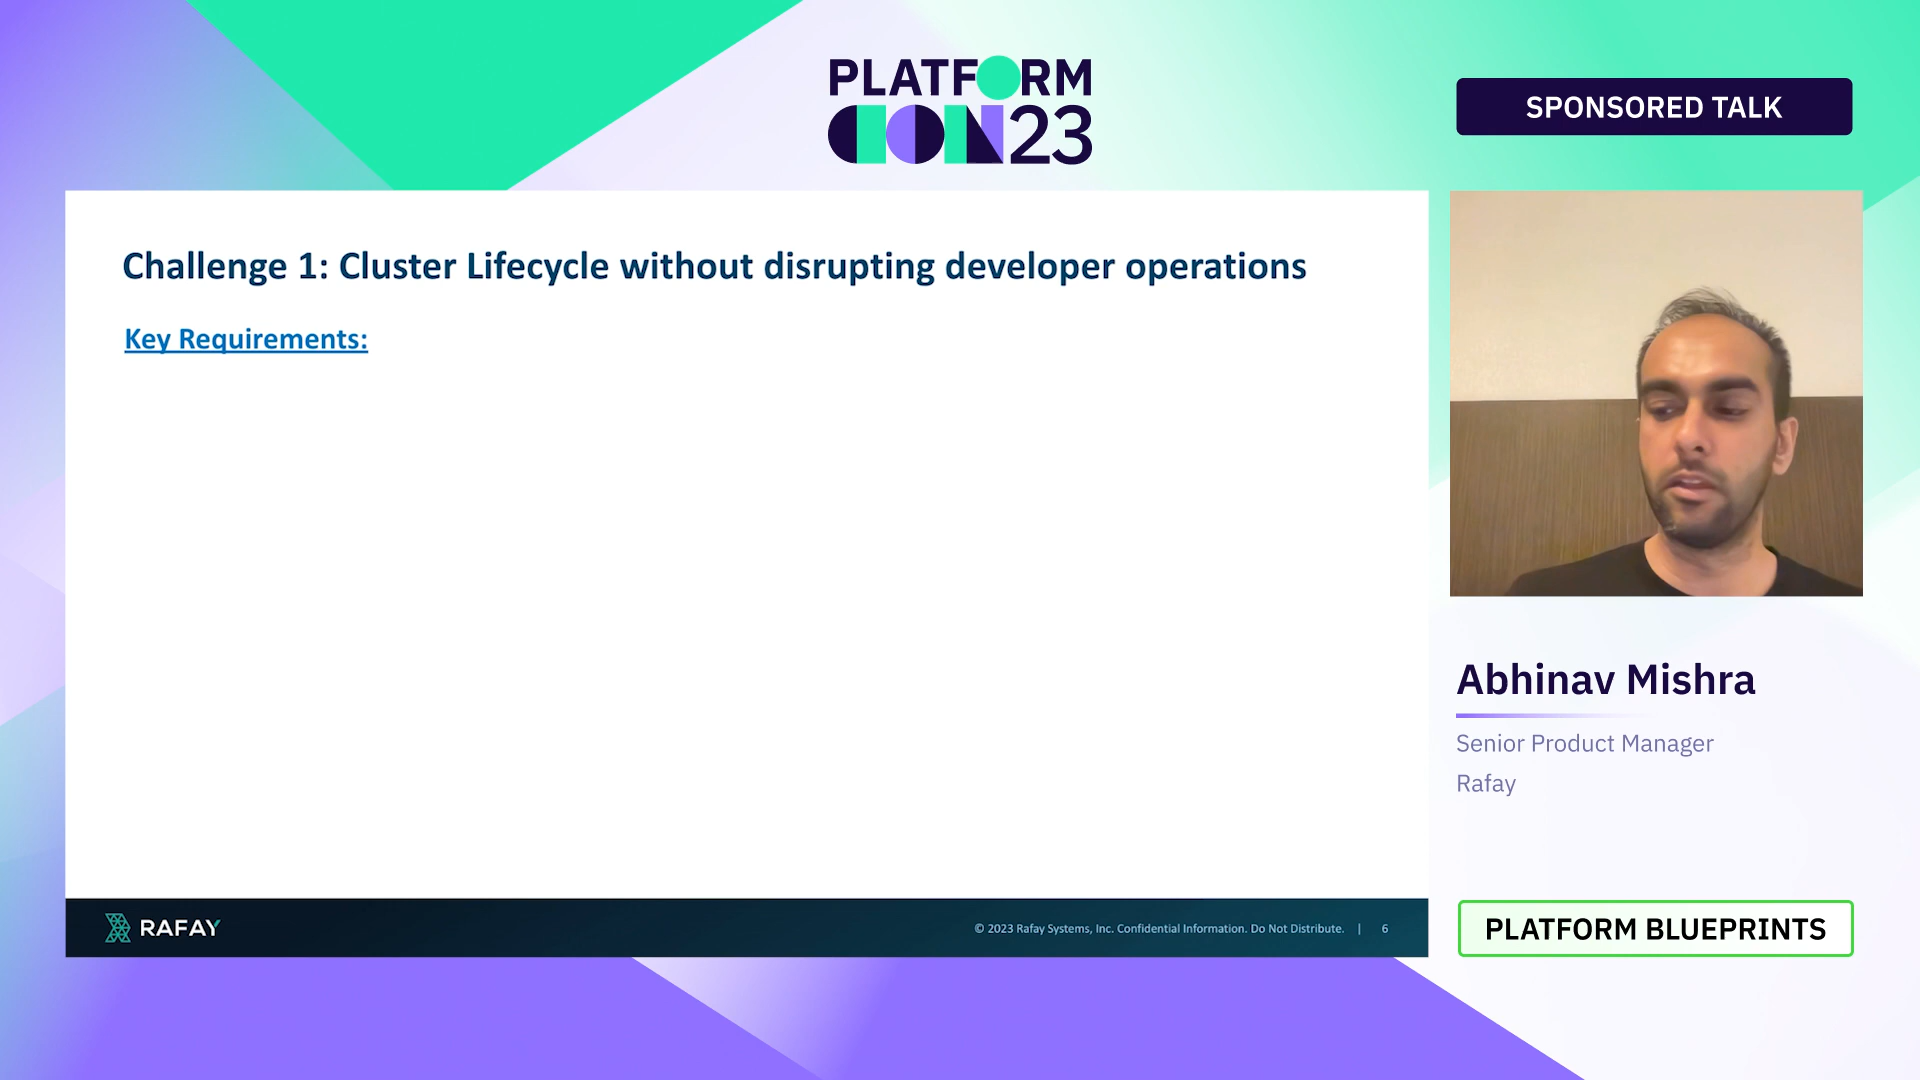 PLATFORM
CON23
SPONSORED TALK
Challenge 1: Cluster Lifecycle without disrupting developer operations
Key Requirements:
Abhinav Mishra
Senior Product Manager
Rafay
RAFAY
© 2023 Rafay Systems, Inc. Confidential Information. Do Not Distribute. | 6
PLATFORM BLUEPRINTS